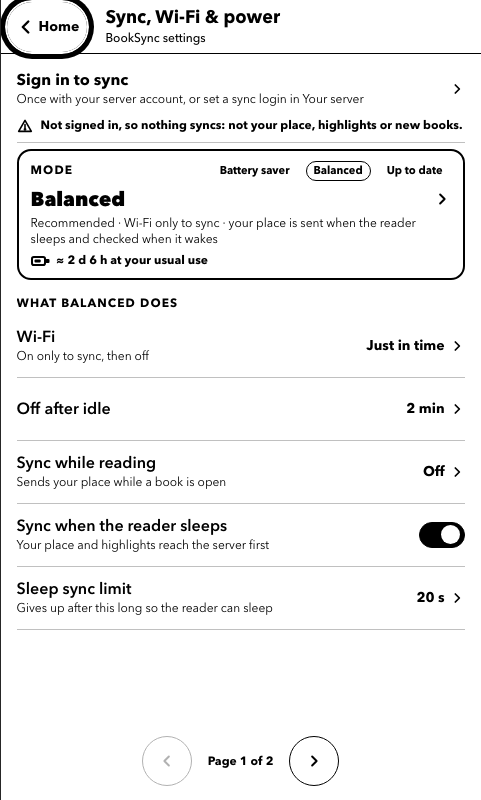 Home
Sync, Wi-Fi & power
BookSync settings
Sign in to sync
Once with your server account, or set a sync login in Your server
Not signed in, so nothing syncs: not your place, highlights or new books.
MODE
Battery saver
Balanced
Up to date
Balanced
Recommended · Wi-Fi only to sync · your place is sent when the reader
sleeps and checked when it wakes
≈ 2 d 6 h at your usual use
WHAT BALANCED DOES
Wi-Fi
On only to sync, then off
Just in time
Off after idle
2 min
Sync while reading
Sends your place while a book is open
Off
Sync when the reader sleeps
Your place and highlights reach the server first
Sleep sync limit
Gives up after this long so the reader can sleep
20 s
Page 1 of 2